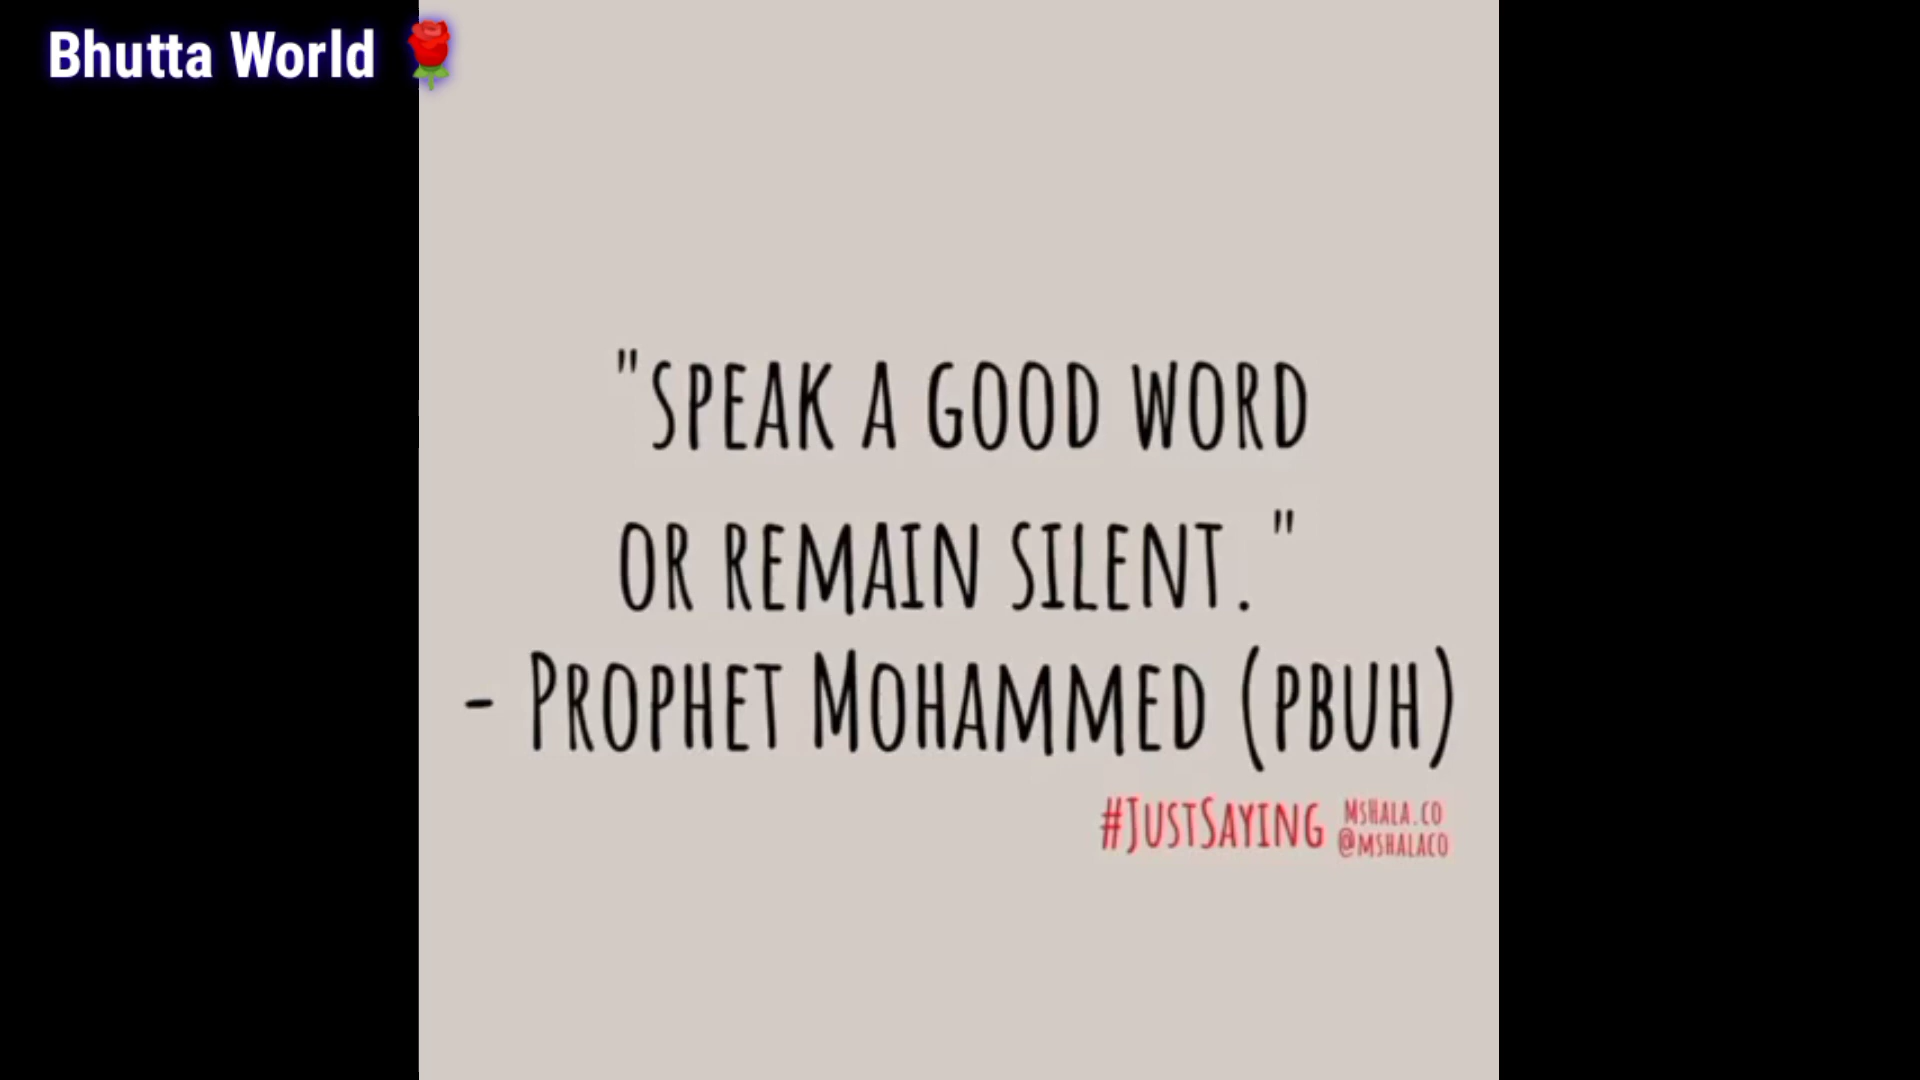 Bhutta World 🌹
"SPEAK A GOOD WORD
OR REMAIN SILENT."
- PROPHET MOHAMMED (PBUH)
#JUSTSAYING
MSHALA.CO
@MSHALACO